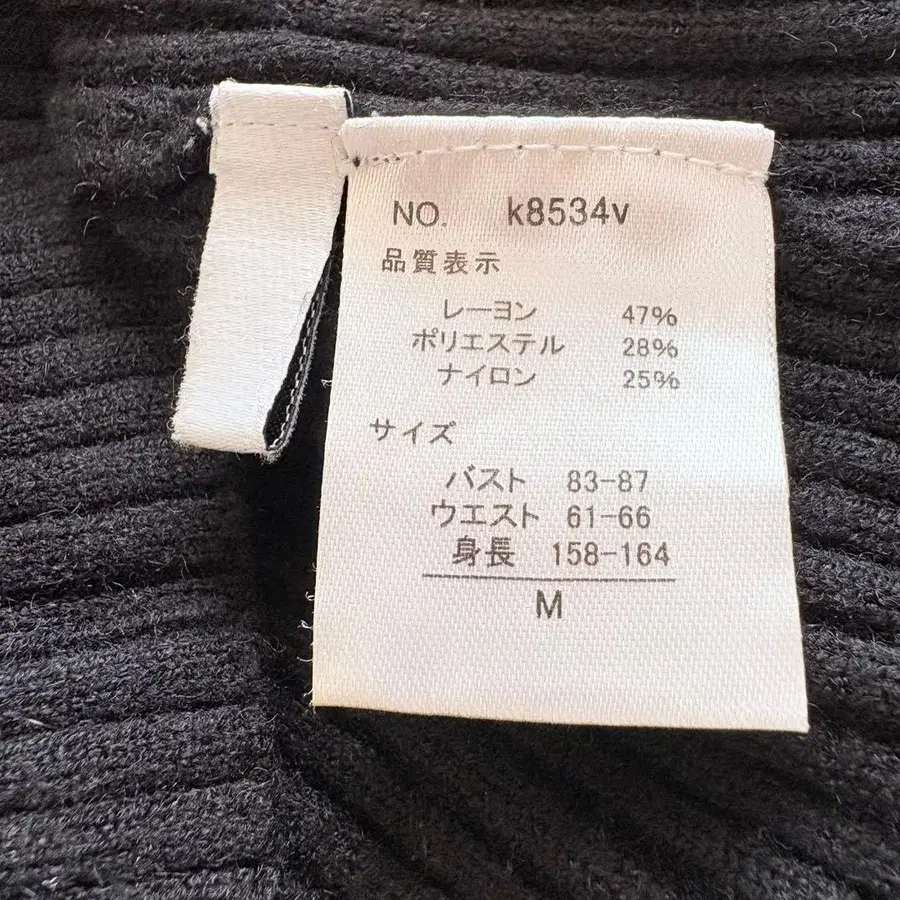 NO. k8534v
品質表示
レーヨン 47%
ポリエステル 28%
ナイロン 25%
サイズ
バスト 83-87
ウエスト 61-66
身長 158-164
M